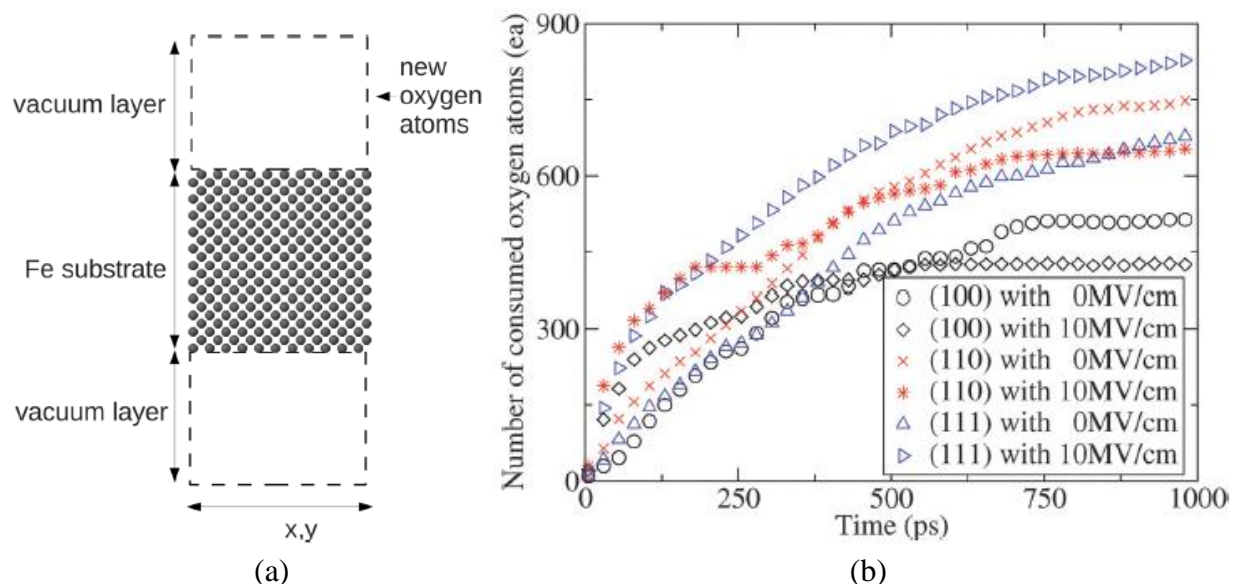 vacuum layer
new
oxygen
atoms
Fe substrate
vacuum layer
x,y
(a)
Number of consumed oxygen atoms (ea)
900
600
300
0
0
250
500
750
1000
Time (ps)
(100) with 0MV/cm
(100) with 10MV/cm
(110) with 0MV/cm
(110) with 10MV/cm
(111) with 0MV/cm
(111) with 10MV/cm
(b)